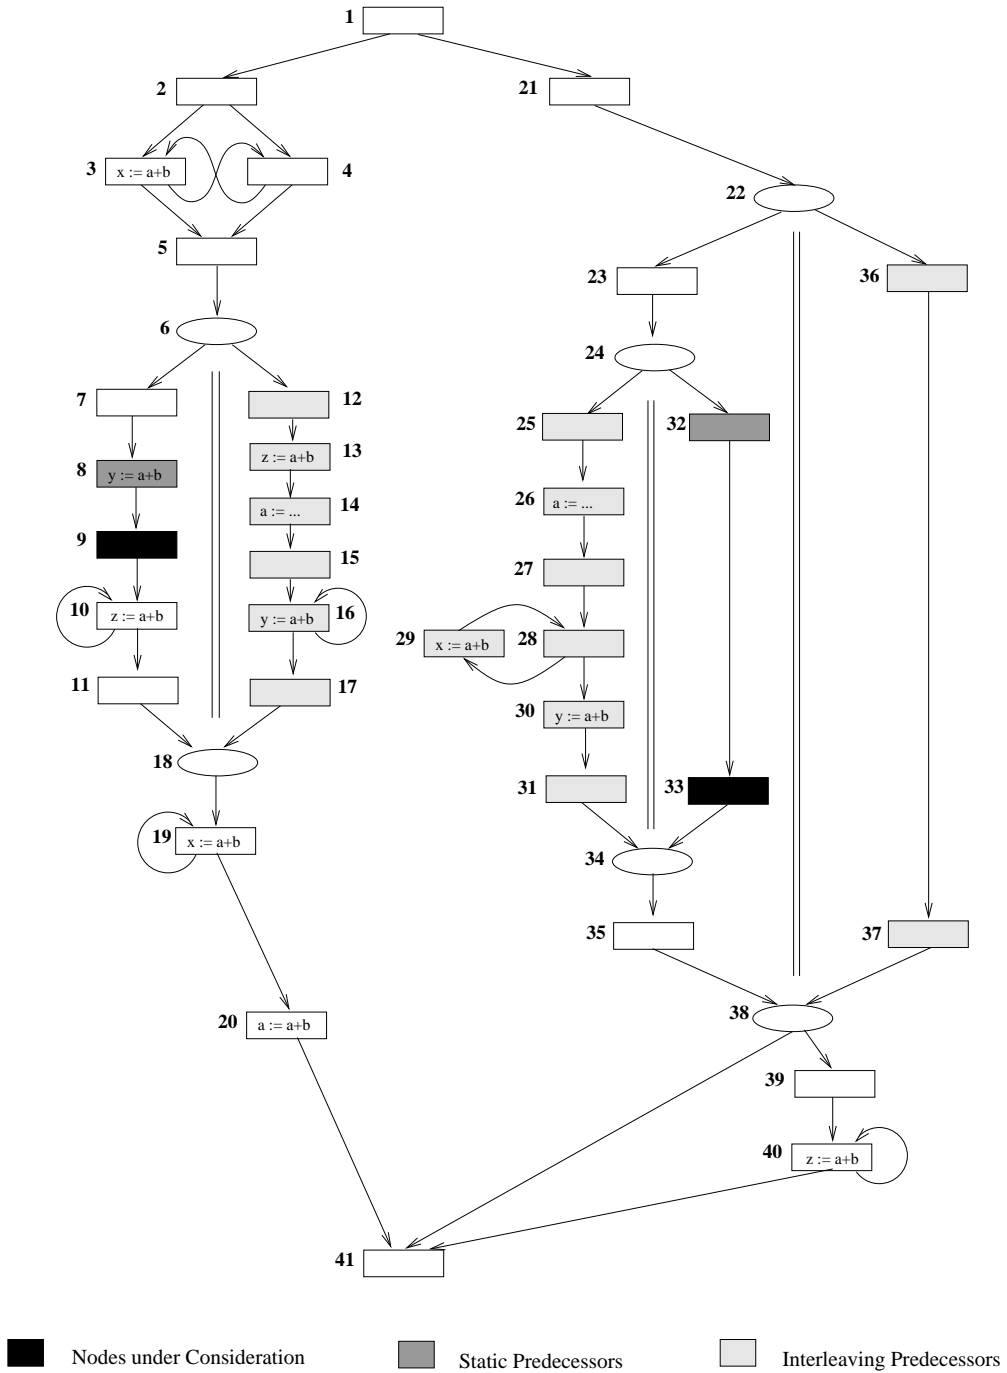 1
2
21
3 x := a+b
4
22
5
23
36
6
24
7
12
25
32
z := a+b 13
8 y := a+b
26 a := ...
a := ... 14
9
15
27
10 z := a+b
y := a+b 16
29 x := a+b
28
11
17
30 y := a+b
18
31
33
19 x := a+b
34
35
37
20 a := a+b
38
39
40 z := a+b
41
Nodes under Consideration
Static Predecessors
Interleaving Predecessors